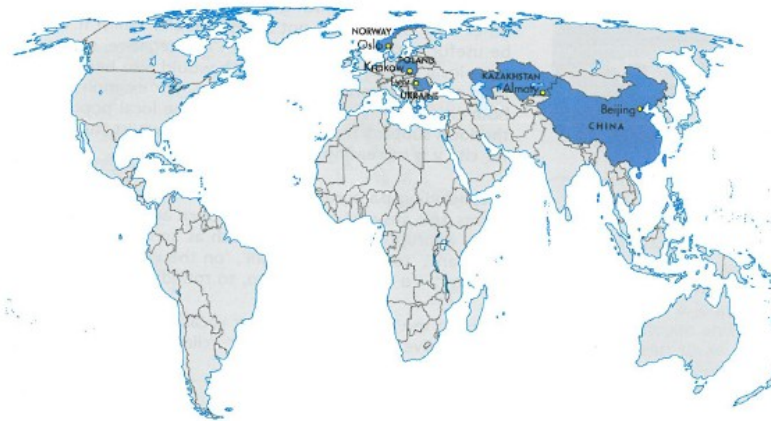 NORWAY
Oslo
POLAND
Krakow
Lviv
UKRAINE
KAZAKHSTAN
Almaty
Beijing
CHINA